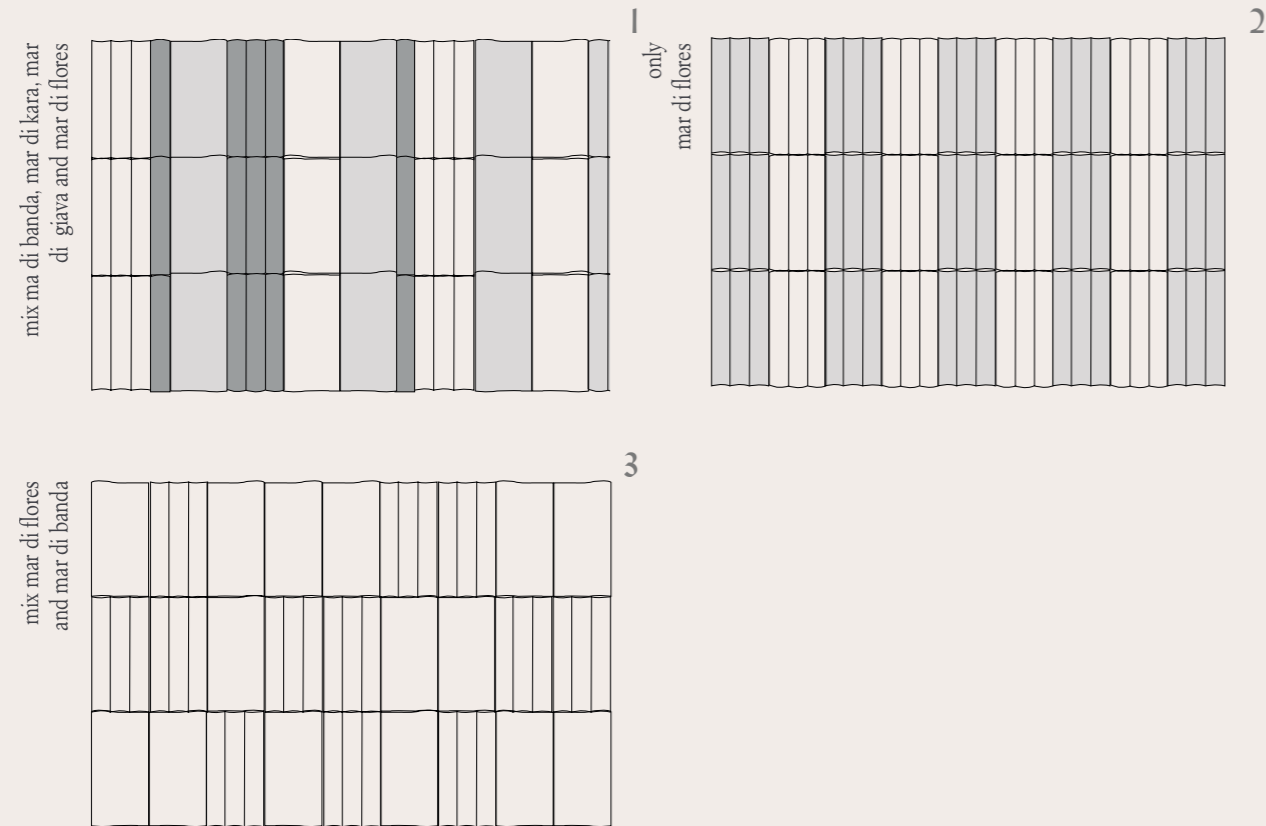 1
mix ma di banda, mar di kara, mar
di giava and mar di flores
2
only
mar di flores
3
mix mar di flores
and mar di banda